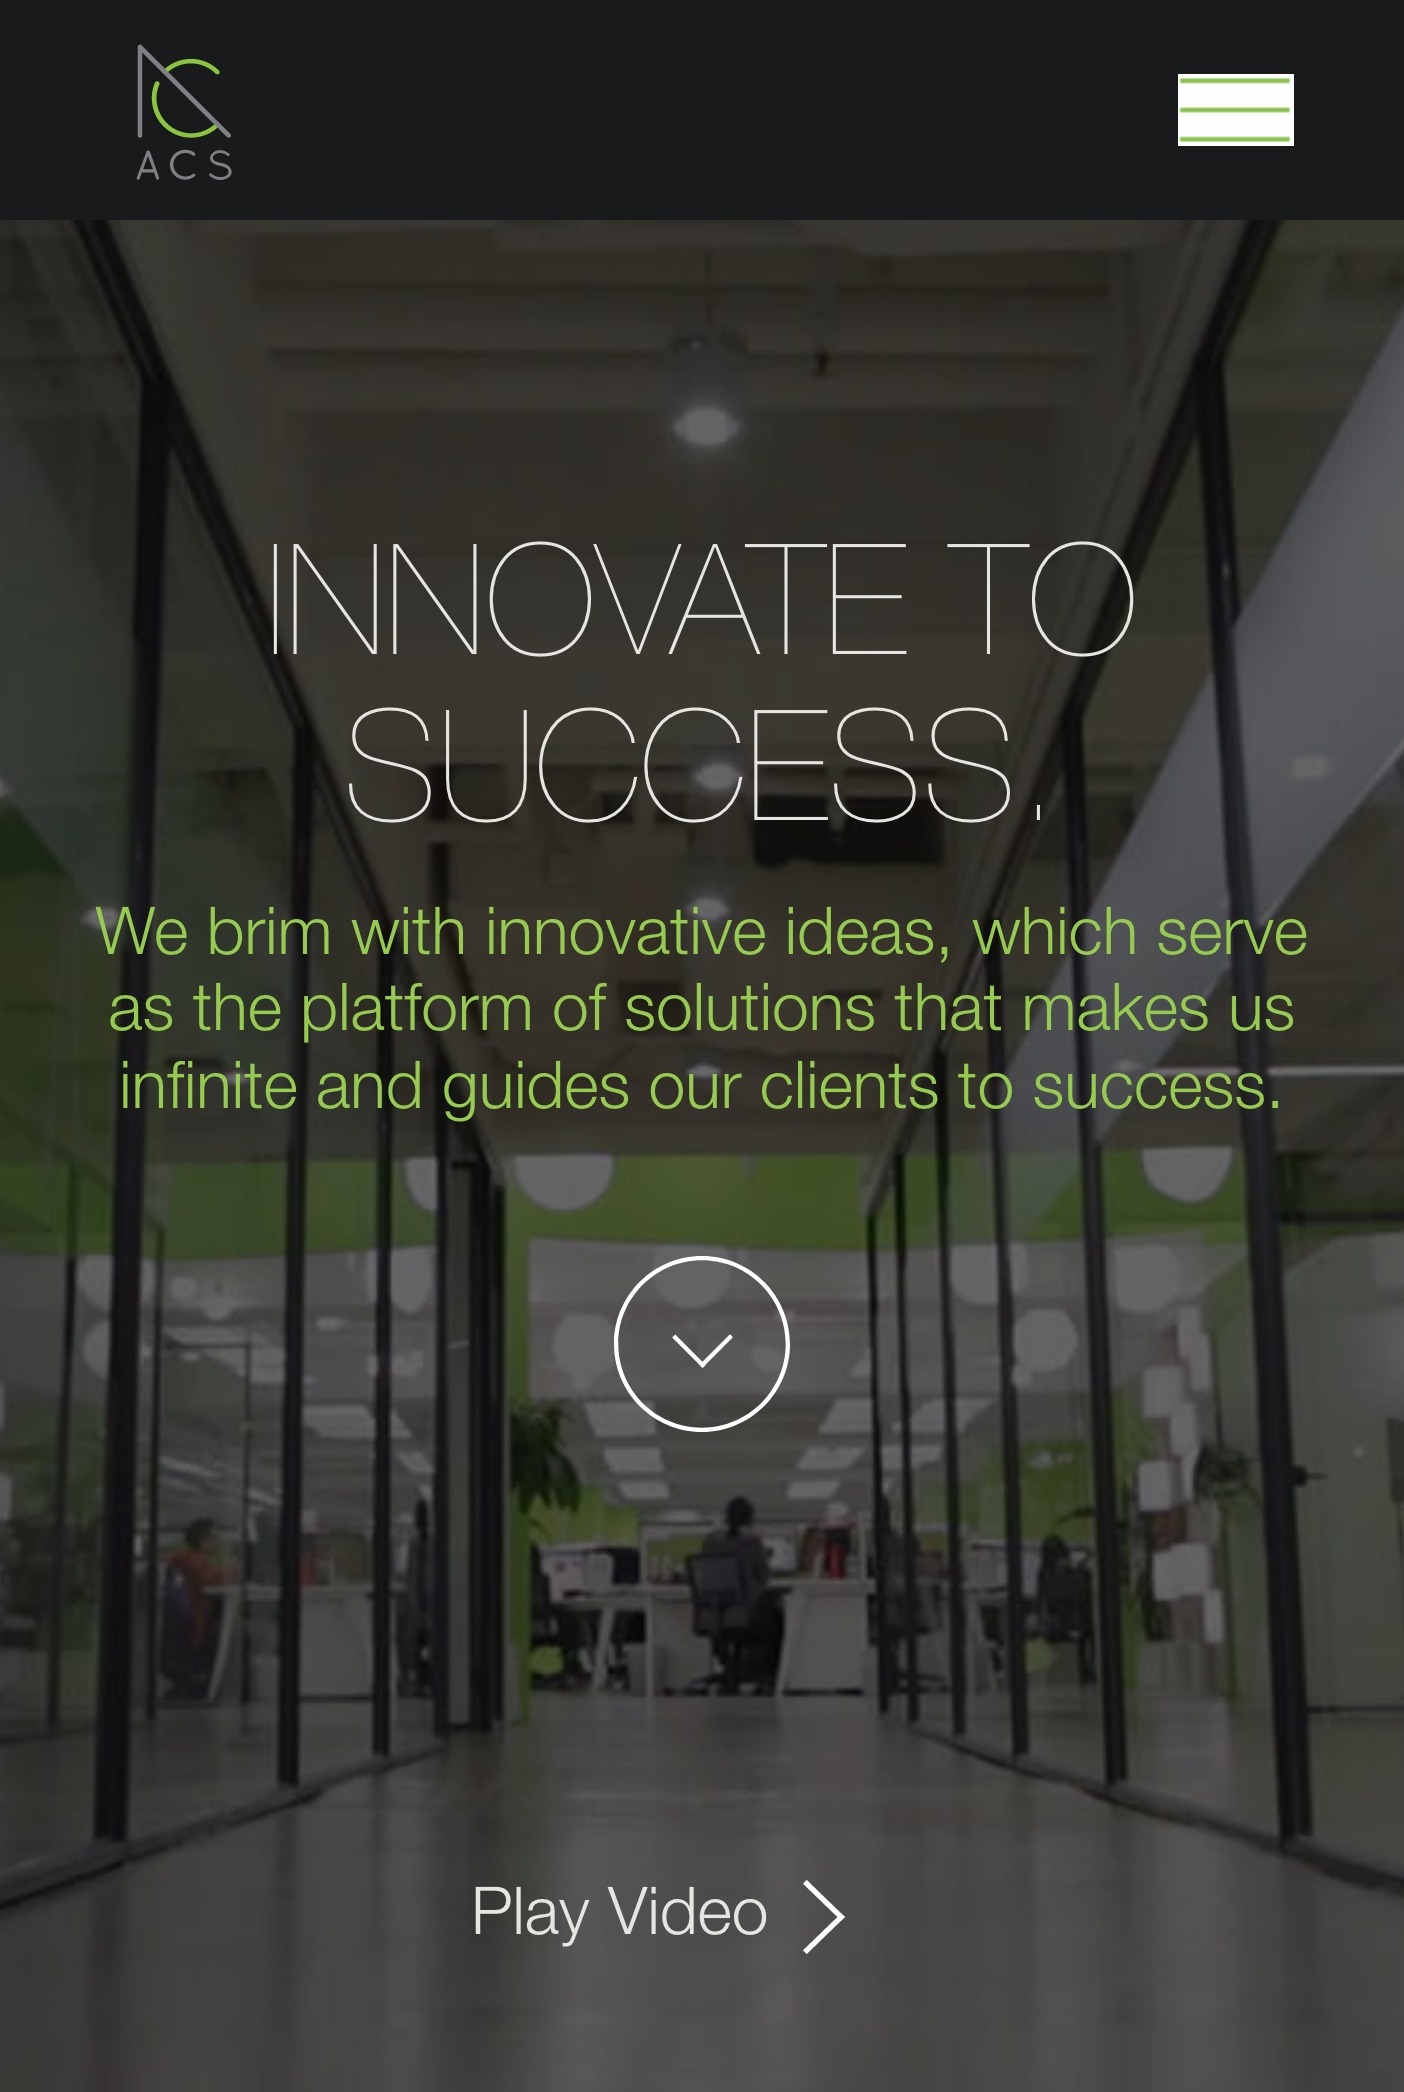 ACS
INNOVATE TO
SUCCESS.
We brim with innovative ideas, which serve
as the platform of solutions that makes us
infinite and guides our clients to success.
Play Video